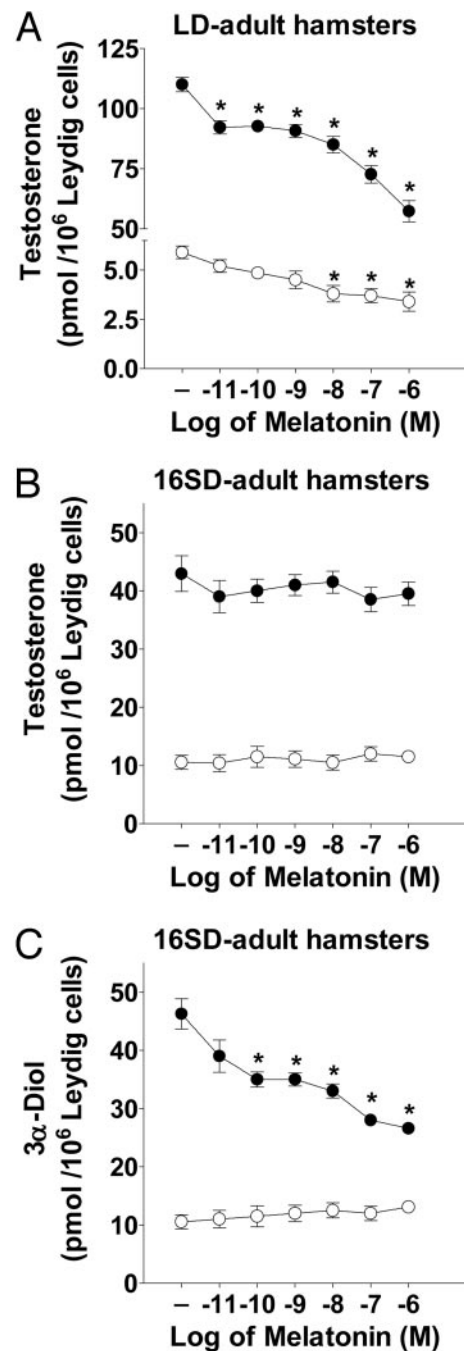 A
LD-adult hamsters
Testosterone
(pmol /10⁶ Leydig cells)
125
100
75
50
5.0
2.5
0.0
* * * * * *
* * *
– -11 -10 -9 -8 -7 -6
Log of Melatonin (M)
B
16SD-adult hamsters
Testosterone
(pmol /10⁶ Leydig cells)
50
40
30
20
10
0
– -11 -10 -9 -8 -7 -6
Log of Melatonin (M)
C
16SD-adult hamsters
3α-Diol
(pmol /10⁶ Leydig cells)
50
40
30
20
10
0
* * * * *
– -11 -10 -9 -8 -7 -6
Log of Melatonin (M)